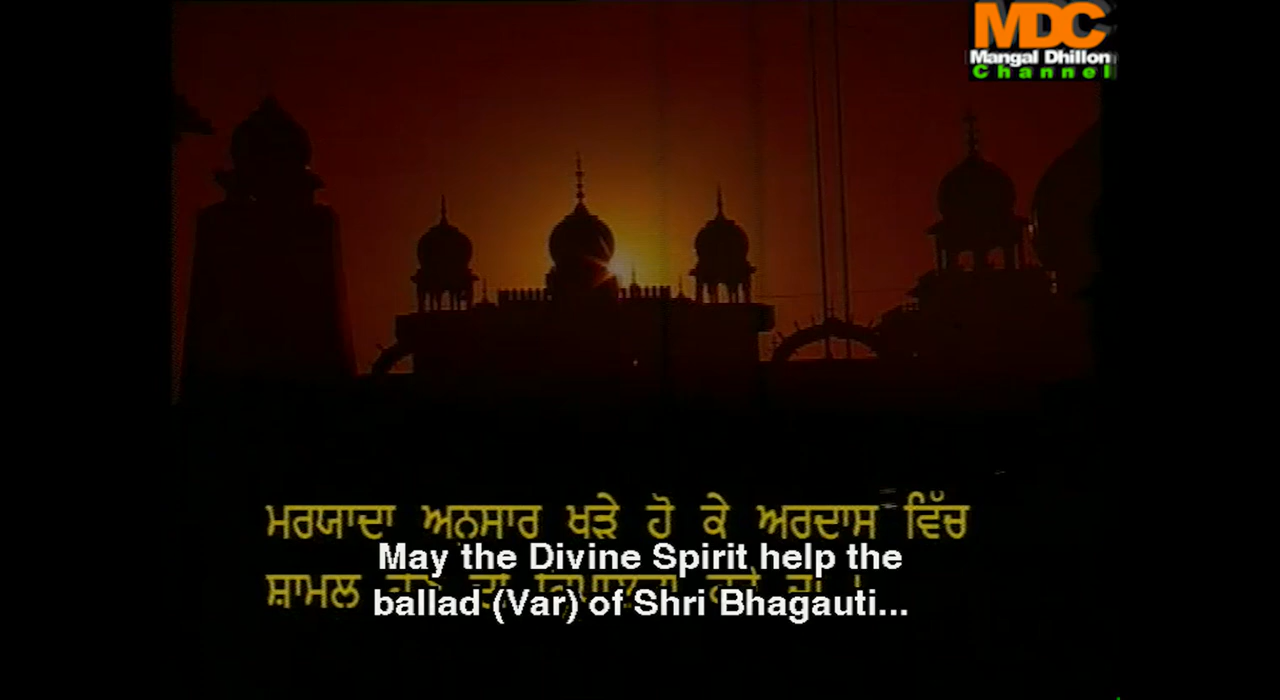 MDC
Mangal Dhillon
Channel
ਮਰਯਾਦਾ ਅਨੁਸਾਰ ਖੜੇ ਹੋ ਕੇ ਅਰਦਾਸ ਵਿੱਚ
May the Divine Spirit help the
ਸ਼ਾਮਲ
ballad (Var) of Shri Bhagauti...